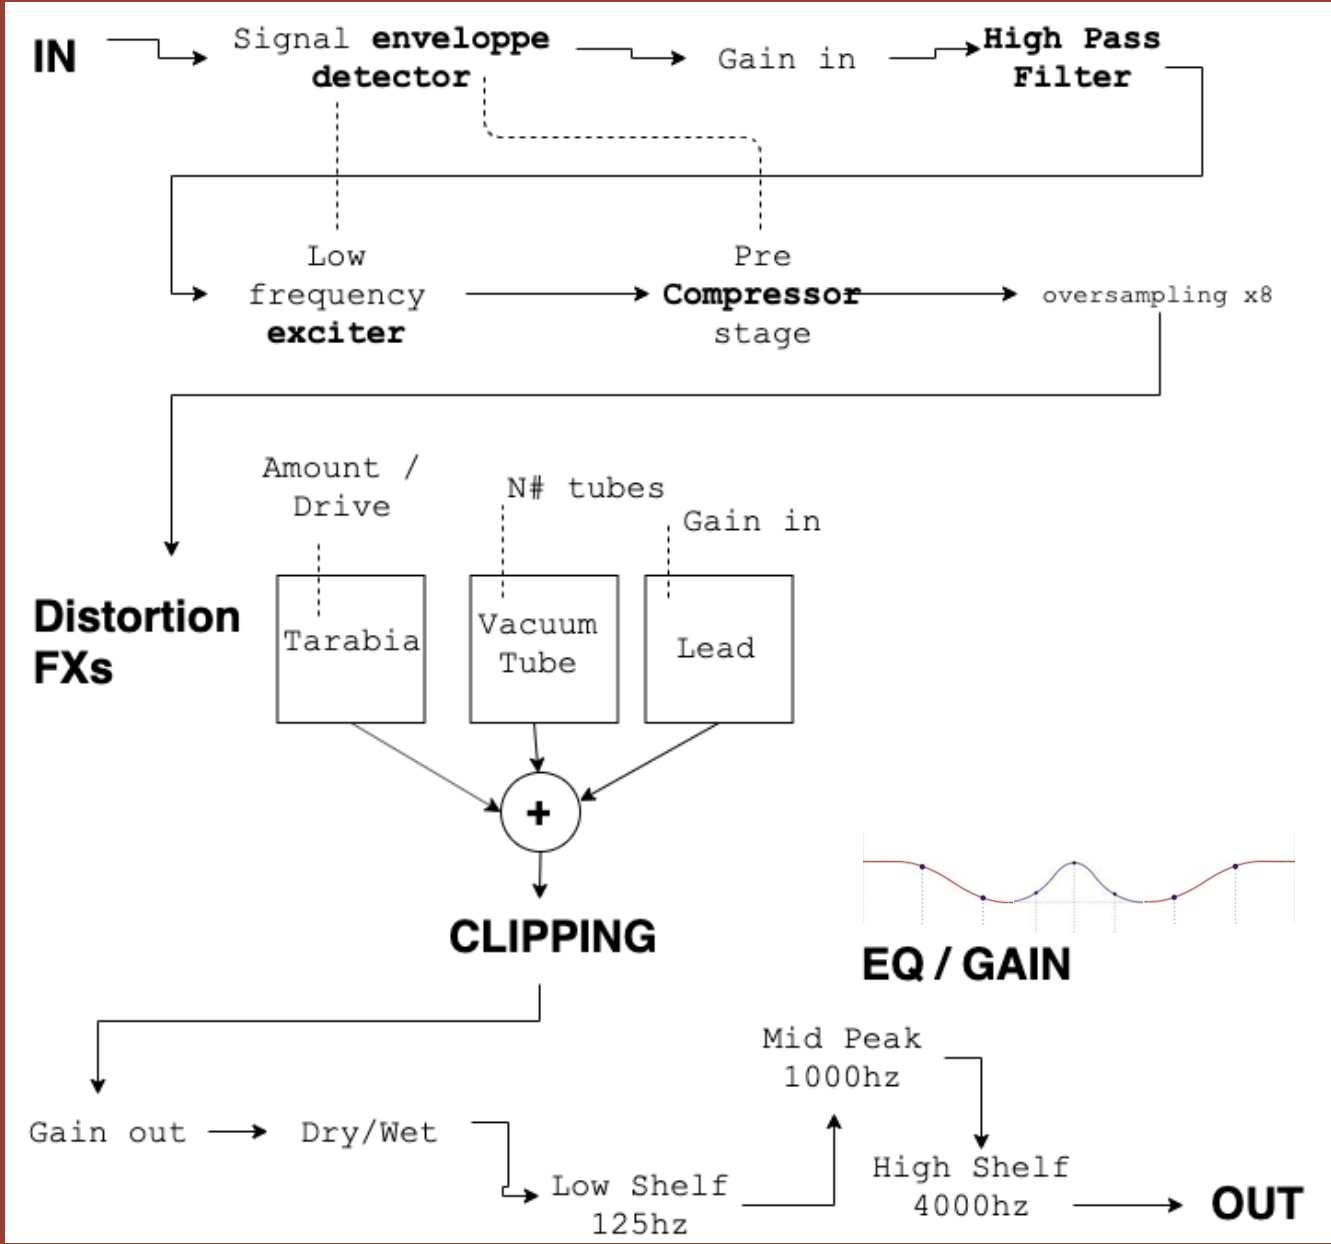 IN
Signal enveloppe
detector
Gain in
High Pass
Filter
Low
frequency
exciter
Pre
Compressor
stage
oversampling x8
Amount /
Drive
N# tubes
Gain in
Distortion
FXs
Tarabia
Vacuum
Tube
Lead
+
CLIPPING
EQ / GAIN
Mid Peak
1000hz
Gain out
Dry/Wet
Low Shelf
125hz
High Shelf
4000hz
OUT